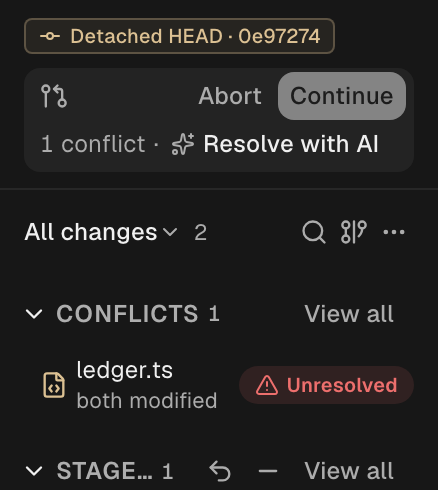 Detached HEAD · 0e97274
Abort Continue
1 conflict · Resolve with AI
All changes 2
CONFLICTS 1 View all
ledger.ts
both modified
Unresolved
STAGE... 1 View all